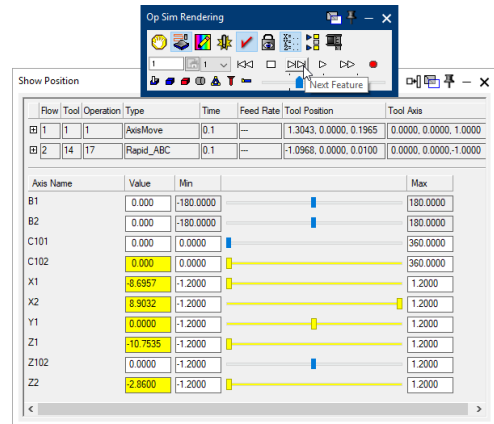 Op Sim Rendering
1 1
Next Feature
Show Position
Flow Tool Operation Type Time Feed Rate Tool Position Tool Axis
1 1 1 AxisMove 0.1 --- 1.3043, 0.0000, 0.1965 0.0000, 0.0000, 1.0000
2 14 17 Rapid_ABC 0.1 --- -1.0968, 0.0000, 0.0100 0.0000, 0.0000,-1.0000
Axis Name Value Min Max
B1 0.000 -180.0000 180.0000
B2 0.000 -180.0000 180.0000
C101 0.000 0.0000 360.0000
C102 0.000 0.0000 360.0000
X1 -8.6957 -1.2000 1.2000
X2 8.9032 -1.2000 1.2000
Y1 0.0000 -1.2000 1.2000
Z1 -10.7535 -1.2000 1.2000
Z102 0.0000 -1.2000 1.2000
Z2 -2.8600 -1.2000 1.2000